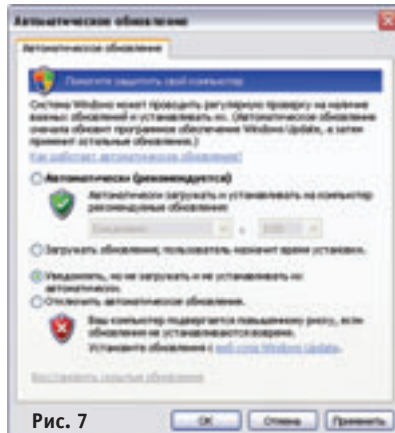 Автоматическое обновление
Автоматическое обновление
Помогите защитить свой компьютер
Система Windows может проводить регулярную проверку на наличие
важных обновлений и устанавливать их. (Автоматическое обновление
сначала обновит программное обеспечение Windows Update, а затем
применит остальные обновления.)
Как работает автоматическое обновление?
Автоматически (рекомендуется)
Автоматически загружать и устанавливать на компьютер
рекомендуемые обновления:
в 3:00
Загружать обновления; пользователь назначает время установки.
Уведомлять, но не загружать и не устанавливать их
автоматически.
Отключить автоматическое обновление.
Ваш компьютер подвергается повышенному риску, если
обновления не устанавливаются вовремя.
Установите обновления с веб-узла Windows Update.
Восстановить скрытые обновления
Рис. 7
ОК
Отмена
Применить